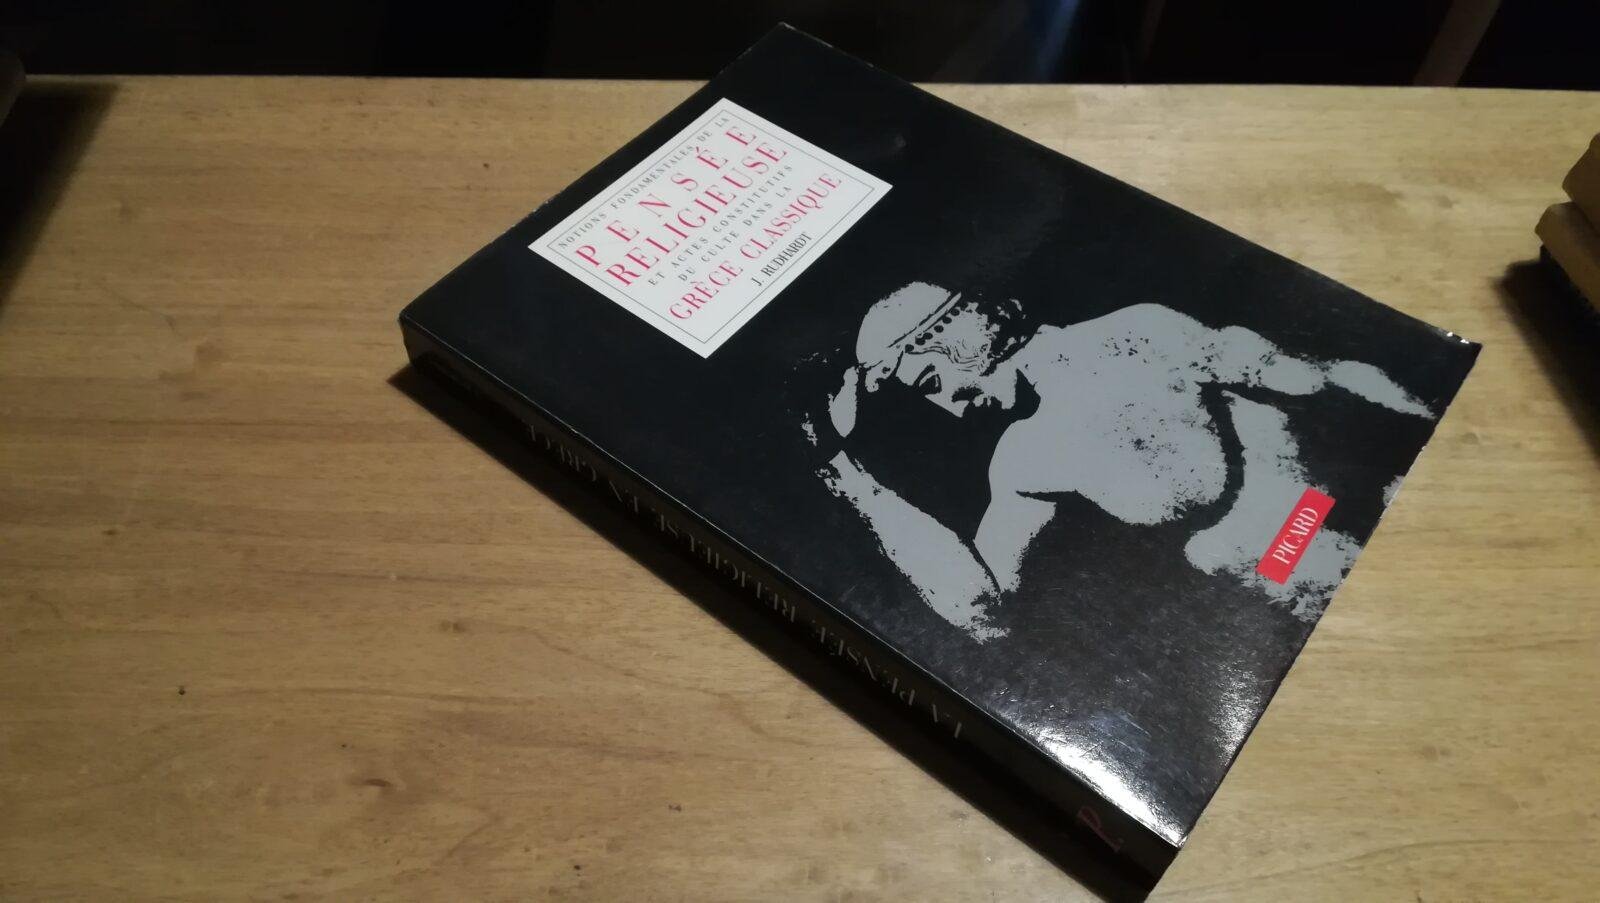 NOTIONS FONDAMENTALES DE LA
PENSÉE
RELIGIEUSE
ET ACTES CONSTITUTIFS
DU CULTE DANS LA
GRÈCE CLASSIQUE
J. RUDHARDT
PICARD
LA PENSÉE RELIGIEUSE EN GRÈCE
P